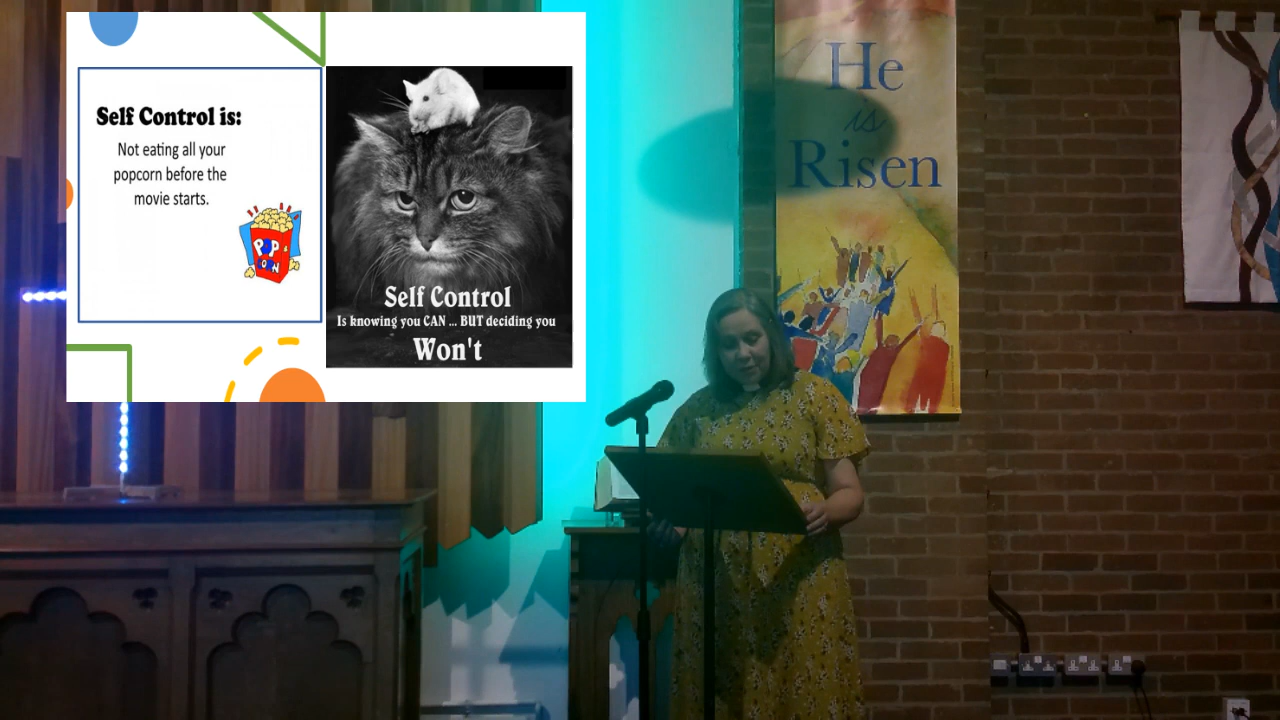 Self Control is:
Not eating all your
popcorn before the
movie starts.
POP
CORN
Self Control
Is knowing you CAN ... BUT deciding you
Won't
He
is
Risen